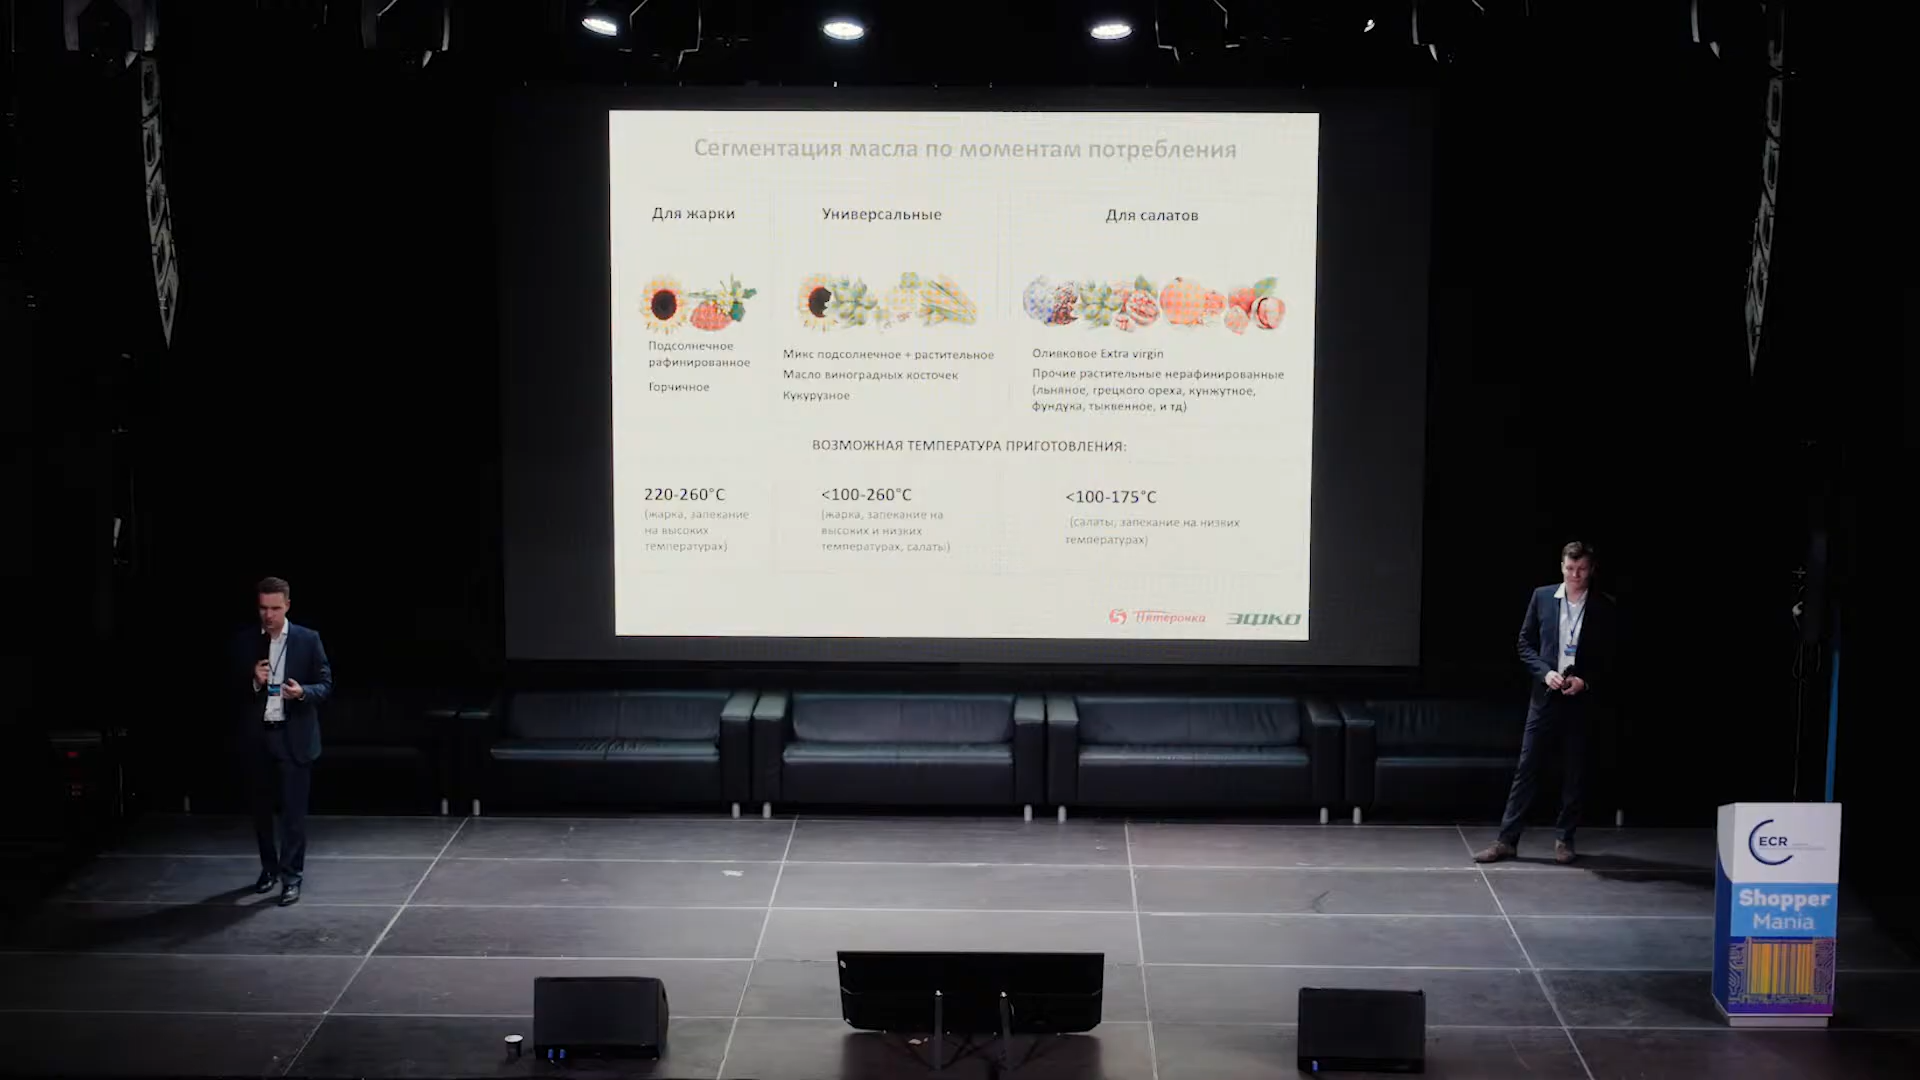 Сегментация масла по моментам потребления
Для жарки
Универсальные
Для салатов
Подсолнечное
рафинированное
Горчичное
Микс подсолнечное + растительное
Масло виноградных косточек
Кукурузное
Оливковое Extra virgin
Прочие растительные нерафинированные
(льняное, грецкого ореха, кунжутное,
фундука, тыквенное, и тд)
ВОЗМОЖНАЯ ТЕМПЕРАТУРА ПРИГОТОВЛЕНИЯ:
220-260°C
(жарка, запекание
на высоких
температурах)
<100-260°C
(жарка, запекание на
высоких и низких
температурах, салаты)
<100-175°C
(салаты, запекание на низких
температурах)
5 Пятерочка
ЭФКО
ECR
Shopper
Mania